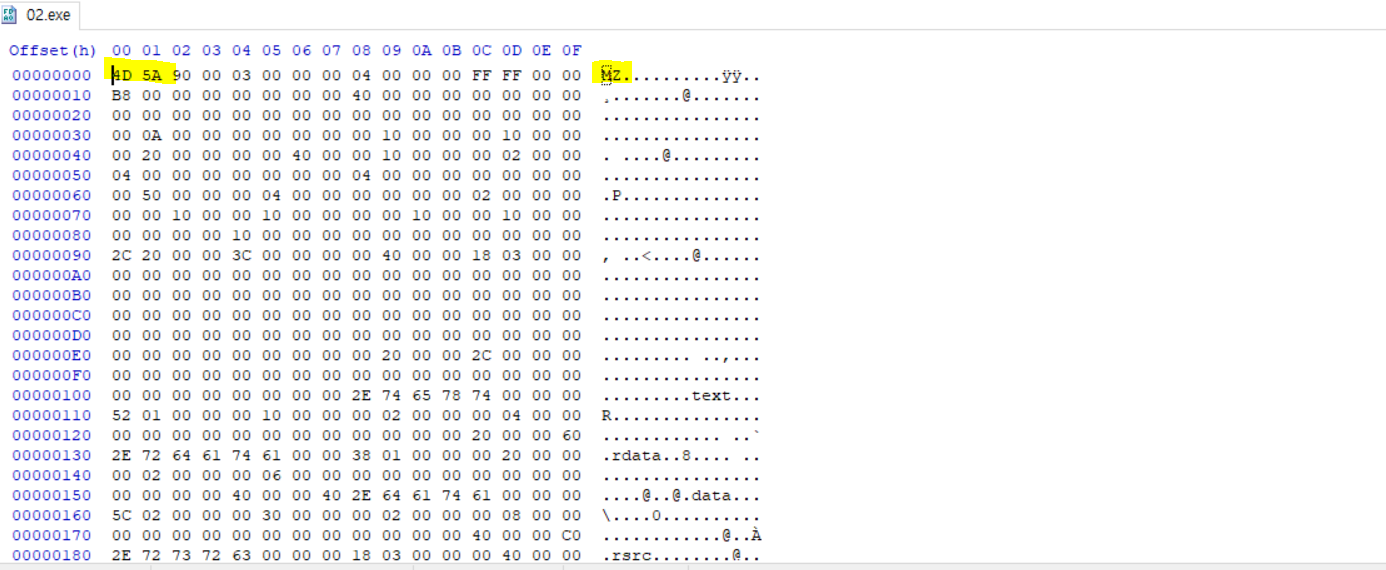 02.exe
Offset(h) 00 01 02 03 04 05 06 07 08 09 0A 0B 0C 0D 0E 0F
00000000 4D 5A 90 00 03 00 00 00 04 00 00 00 FF FF 00 00 MZ..........ÿÿ..
00000010 B8 00 00 00 00 00 00 00 40 00 00 00 00 00 00 00 ¸.......@.......
00000020 00 00 00 00 00 00 00 00 00 00 00 00 00 00 00 00 ................
00000030 00 0A 00 00 00 00 00 00 00 10 00 00 00 10 00 00 ................
00000040 00 20 00 00 00 00 40 00 00 10 00 00 00 02 00 00 . ....@.........
00000050 04 00 00 00 00 00 00 00 04 00 00 00 00 00 00 00 ................
00000060 00 50 00 00 00 04 00 00 00 00 00 00 02 00 00 00 .P..............
00000070 00 00 10 00 00 10 00 00 00 00 10 00 00 10 00 00 ................
00000080 00 00 00 00 10 00 00 00 00 00 00 00 00 00 00 00 ................
00000090 2C 20 00 00 3C 00 00 00 00 40 00 00 18 03 00 00 , ..<....@......
000000A0 00 00 00 00 00 00 00 00 00 00 00 00 00 00 00 00 ................
000000B0 00 00 00 00 00 00 00 00 00 00 00 00 00 00 00 00 ................
000000C0 00 00 00 00 00 00 00 00 00 00 00 00 00 00 00 00 ................
000000D0 00 00 00 00 00 00 00 00 00 00 00 00 00 00 00 00 ................
000000E0 00 00 00 00 00 00 00 00 00 20 00 00 2C 00 00 00 ......... ..,...
000000F0 00 00 00 00 00 00 00 00 00 00 00 00 00 00 00 00 ................
00000100 00 00 00 00 00 00 00 00 2E 74 65 78 74 00 00 00 .........text...
00000110 52 01 00 00 00 10 00 00 00 02 00 00 00 04 00 00 R...............
00000120 00 00 00 00 00 00 00 00 00 00 00 00 20 00 00 60 ............ ..`
00000130 2E 72 64 61 74 61 00 00 38 01 00 00 00 20 00 00 .rdata..8.... ..
00000140 00 02 00 00 00 06 00 00 00 00 00 00 00 00 00 00 ................
00000150 00 00 00 00 40 00 00 40 2E 64 61 74 61 00 00 00 ....@..@.data...
00000160 5C 02 00 00 00 30 00 00 00 02 00 00 00 08 00 00 \....0..........
00000170 00 00 00 00 00 00 00 00 00 00 00 00 40 00 00 C0 ............@..À
00000180 2E 72 73 72 63 00 00 00 18 03 00 00 00 40 00 00 .rsrc........@..